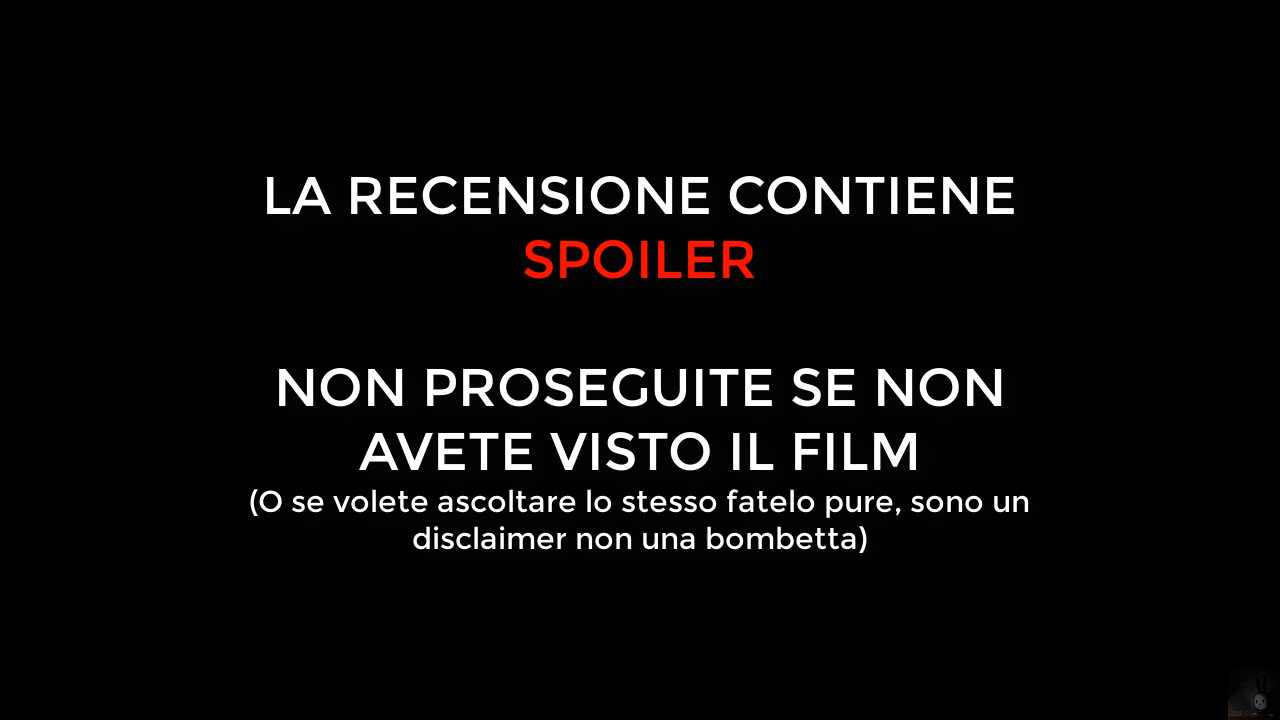 LA RECENSIONE CONTIENE
SPOILER
NON PROSEGUITE SE NON
AVETE VISTO IL FILM
(O se volete ascoltare lo stesso fatelo pure, sono un
disclaimer non una bombetta)